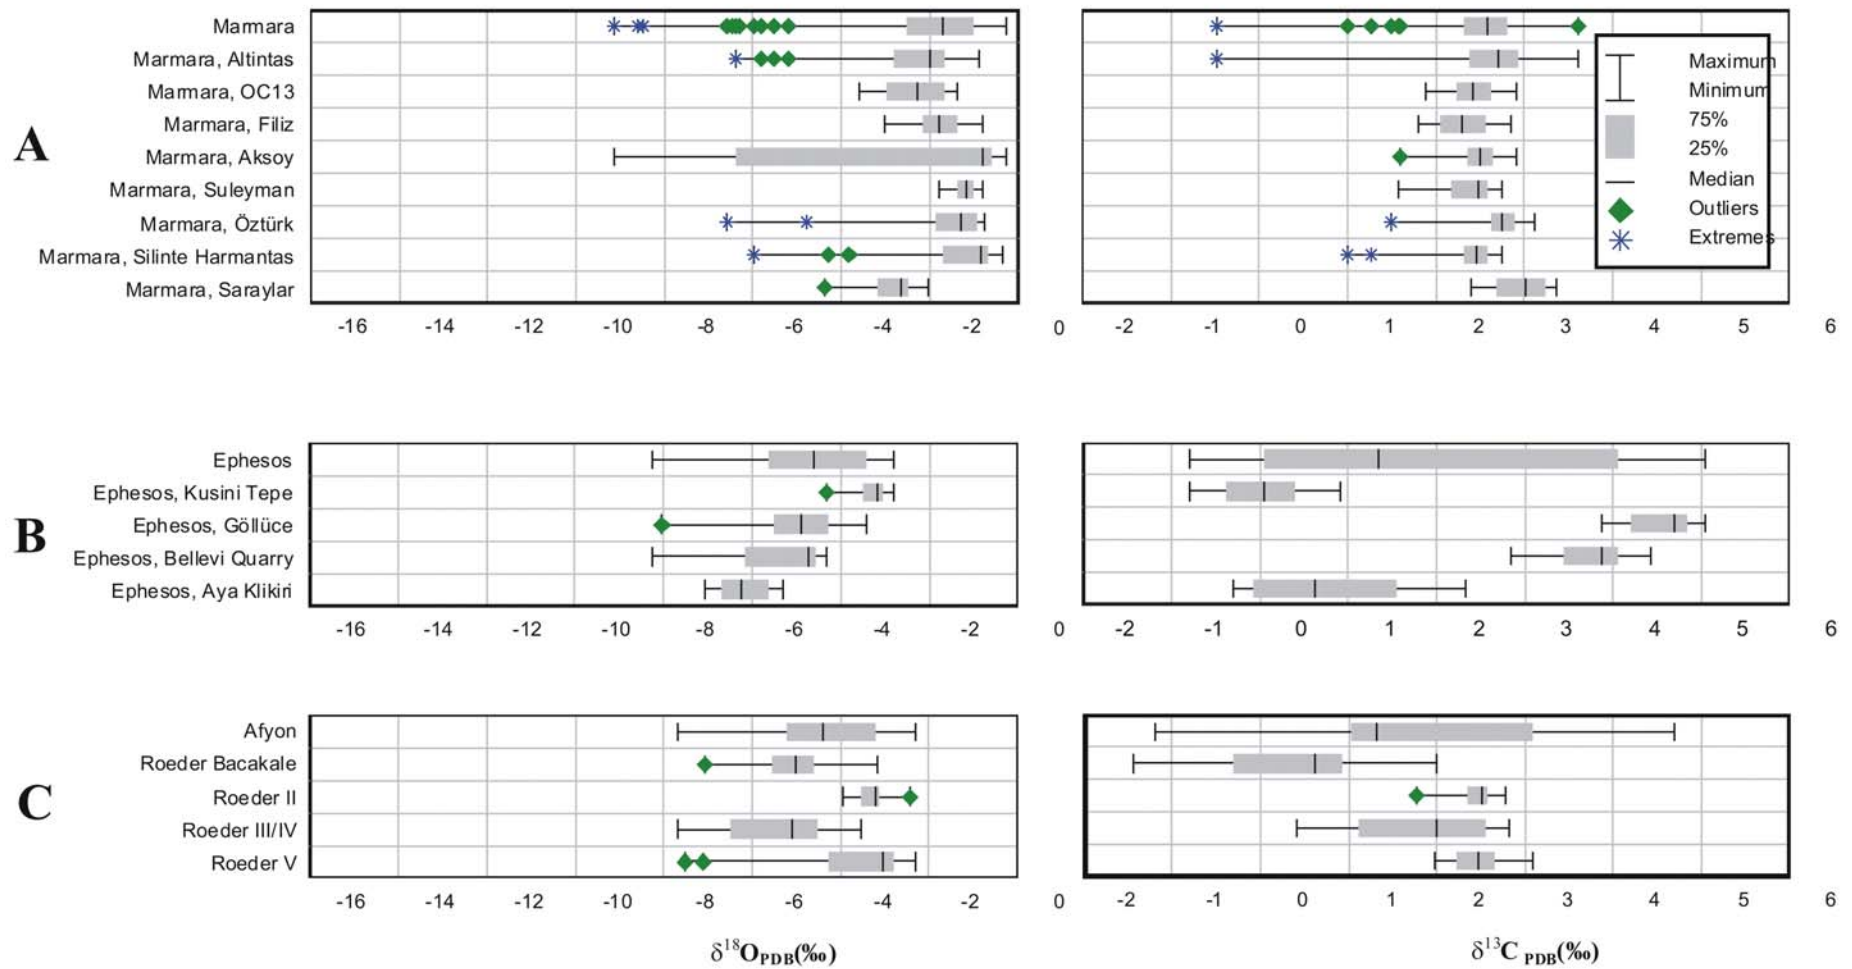 A
Marmara
Marmara, Altintas
Marmara, OC13
Marmara, Filiz
Marmara, Aksoy
Marmara, Suleyman
Marmara, Öztürk
Marmara, Silinte Harmantas
Marmara, Saraylar
-16 -14 -12 -10 -8 -6 -4 -2 0
-2 -1 0 1 2 3 4 5 6
Maximum
Minimum
75%
25%
Median
Outliers
Extremes
B
Ephesos
Ephesos, Kusini Tepe
Ephesos, Göllüce
Ephesos, Bellevi Quarry
Ephesos, Aya Klikiri
-16 -14 -12 -10 -8 -6 -4 -2 0
-2 -1 0 1 2 3 4 5 6
C
Afyon
Roeder Bacakale
Roeder II
Roeder III/IV
Roeder V
-16 -14 -12 -10 -8 -6 -4 -2 0
-2 -1 0 1 2 3 4 5 6
δ¹⁸O PDB(‰)
δ¹³C PDB(‰)